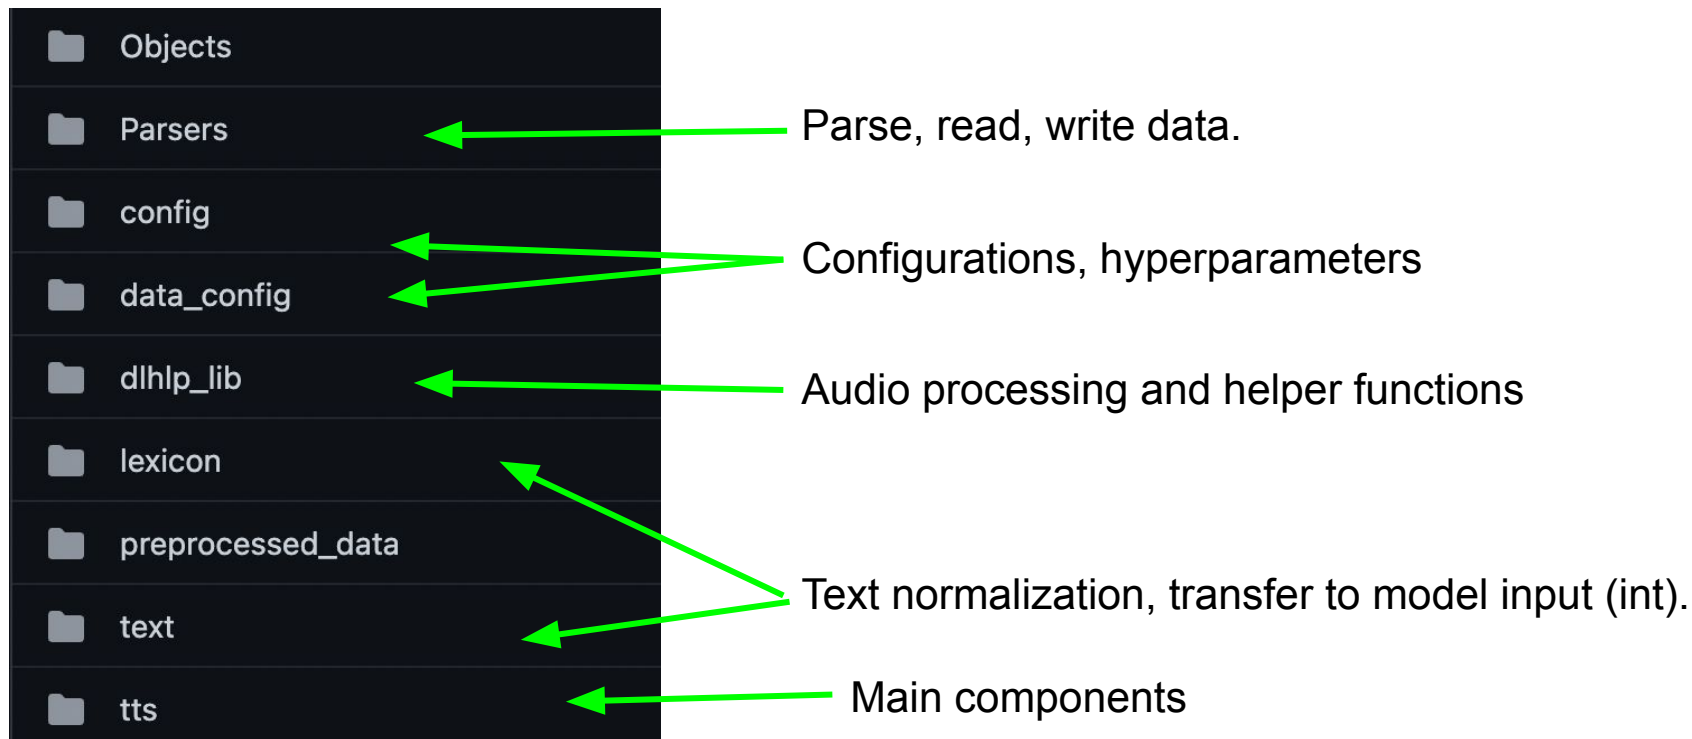 Objects
Parsers
Parse, read, write data.
config
Configurations, hyperparameters
data_config
dlhlp_lib
Audio processing and helper functions
lexicon
preprocessed_data
Text normalization, transfer to model input (int).
text
tts
Main components